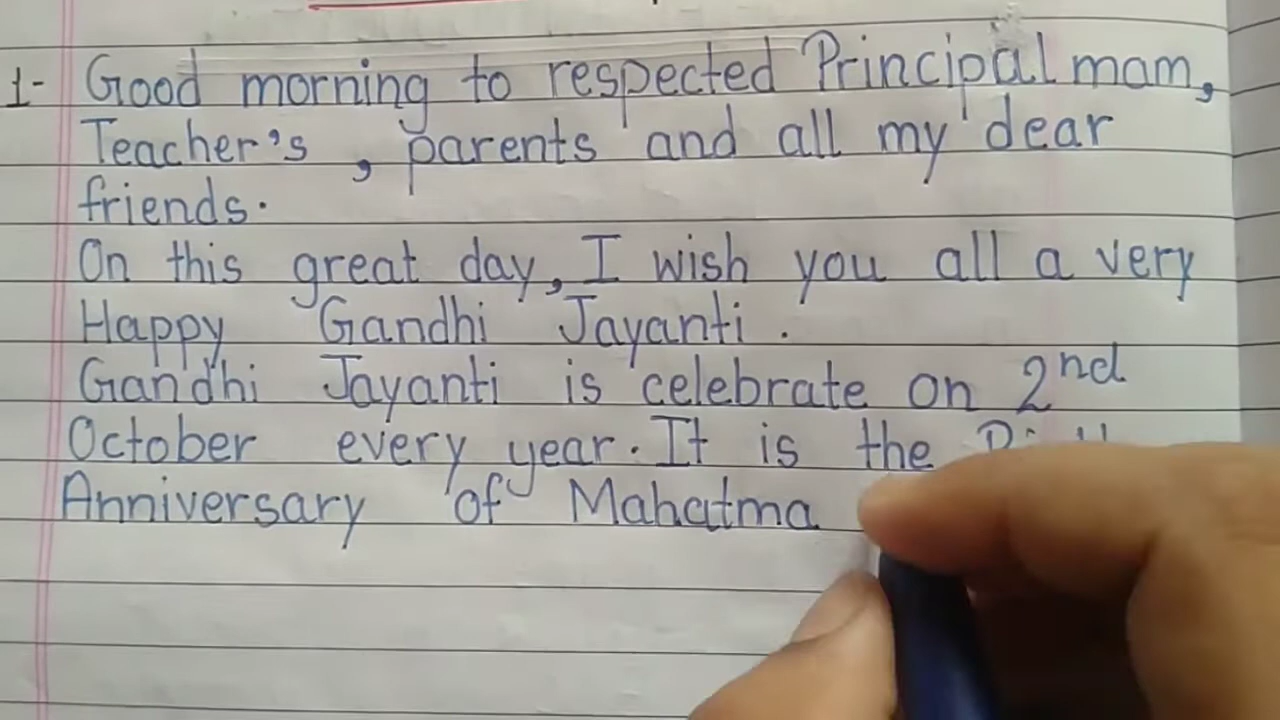 1- Good morning to respected Principal mam,
Teacher's , parents and all my dear
friends.
On this great day, I wish you all a very
Happy Gandhi Jayanti .
Gandhi Jayanti is celebrate on 2nd
October every year. It is the
Anniversary of Mahatma